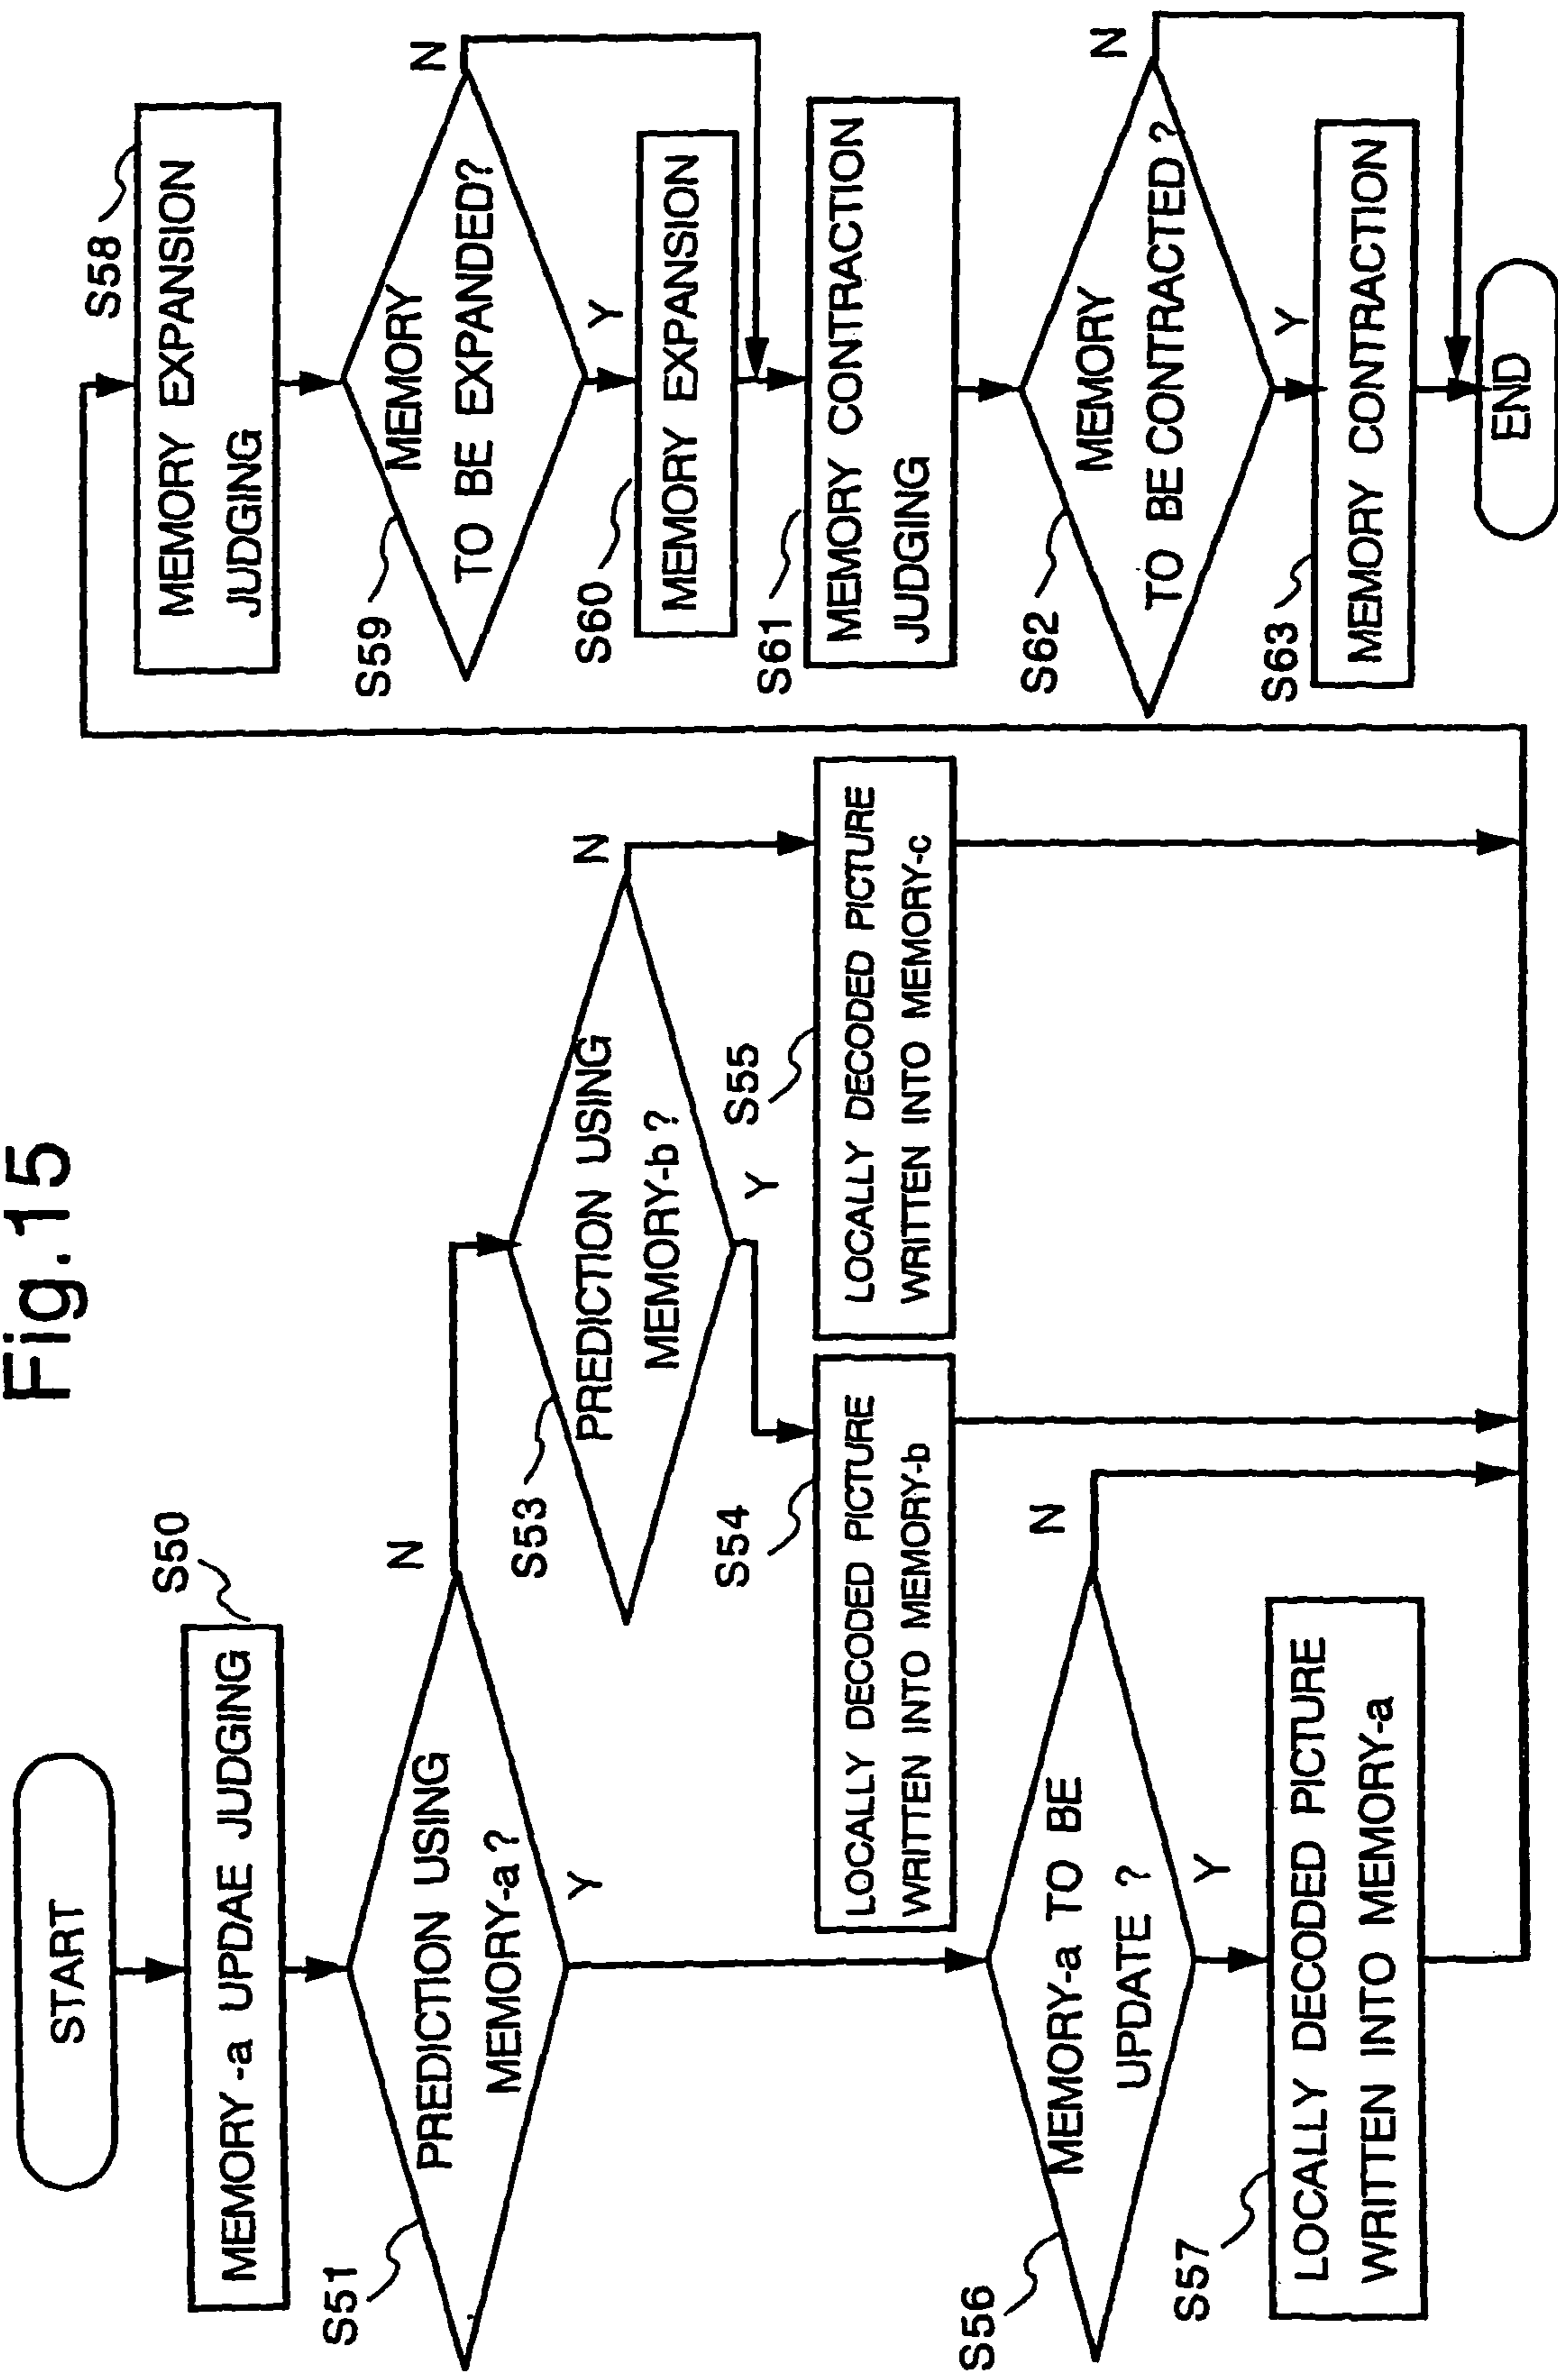 Fig.15
START
S50
MEMORY-a UPDAE JUDGING
S51
PREDICTION USING
MEMORY-a?
N
Y
S53
PREDICTION USING
MEMORY-b?
N
Y
S54
LOCALLY DECODED PICTURE
WRITTEN INTO MEMORY-b
S55
LOCALLY DECODED PICTURE
WRITTEN INTO MEMORY-c
S56
MEMORY-a TO BE
UPDATE ?
N
Y
S57
LOCALLY DECODED PICTURE
WRITTEN INTO MEMORY-a
S58
MEMORY EXPANSION
JUDGING
S59
MEMORY
TO BE EXPANDED?
N
Y
S60
MEMORY EXPANSION
S61
MEMORY CONTRACTION
JUDGING
S62
MEMORY
TO BE CONTRACTED ?
N
Y
S63
MEMORY CONTRACTION
END